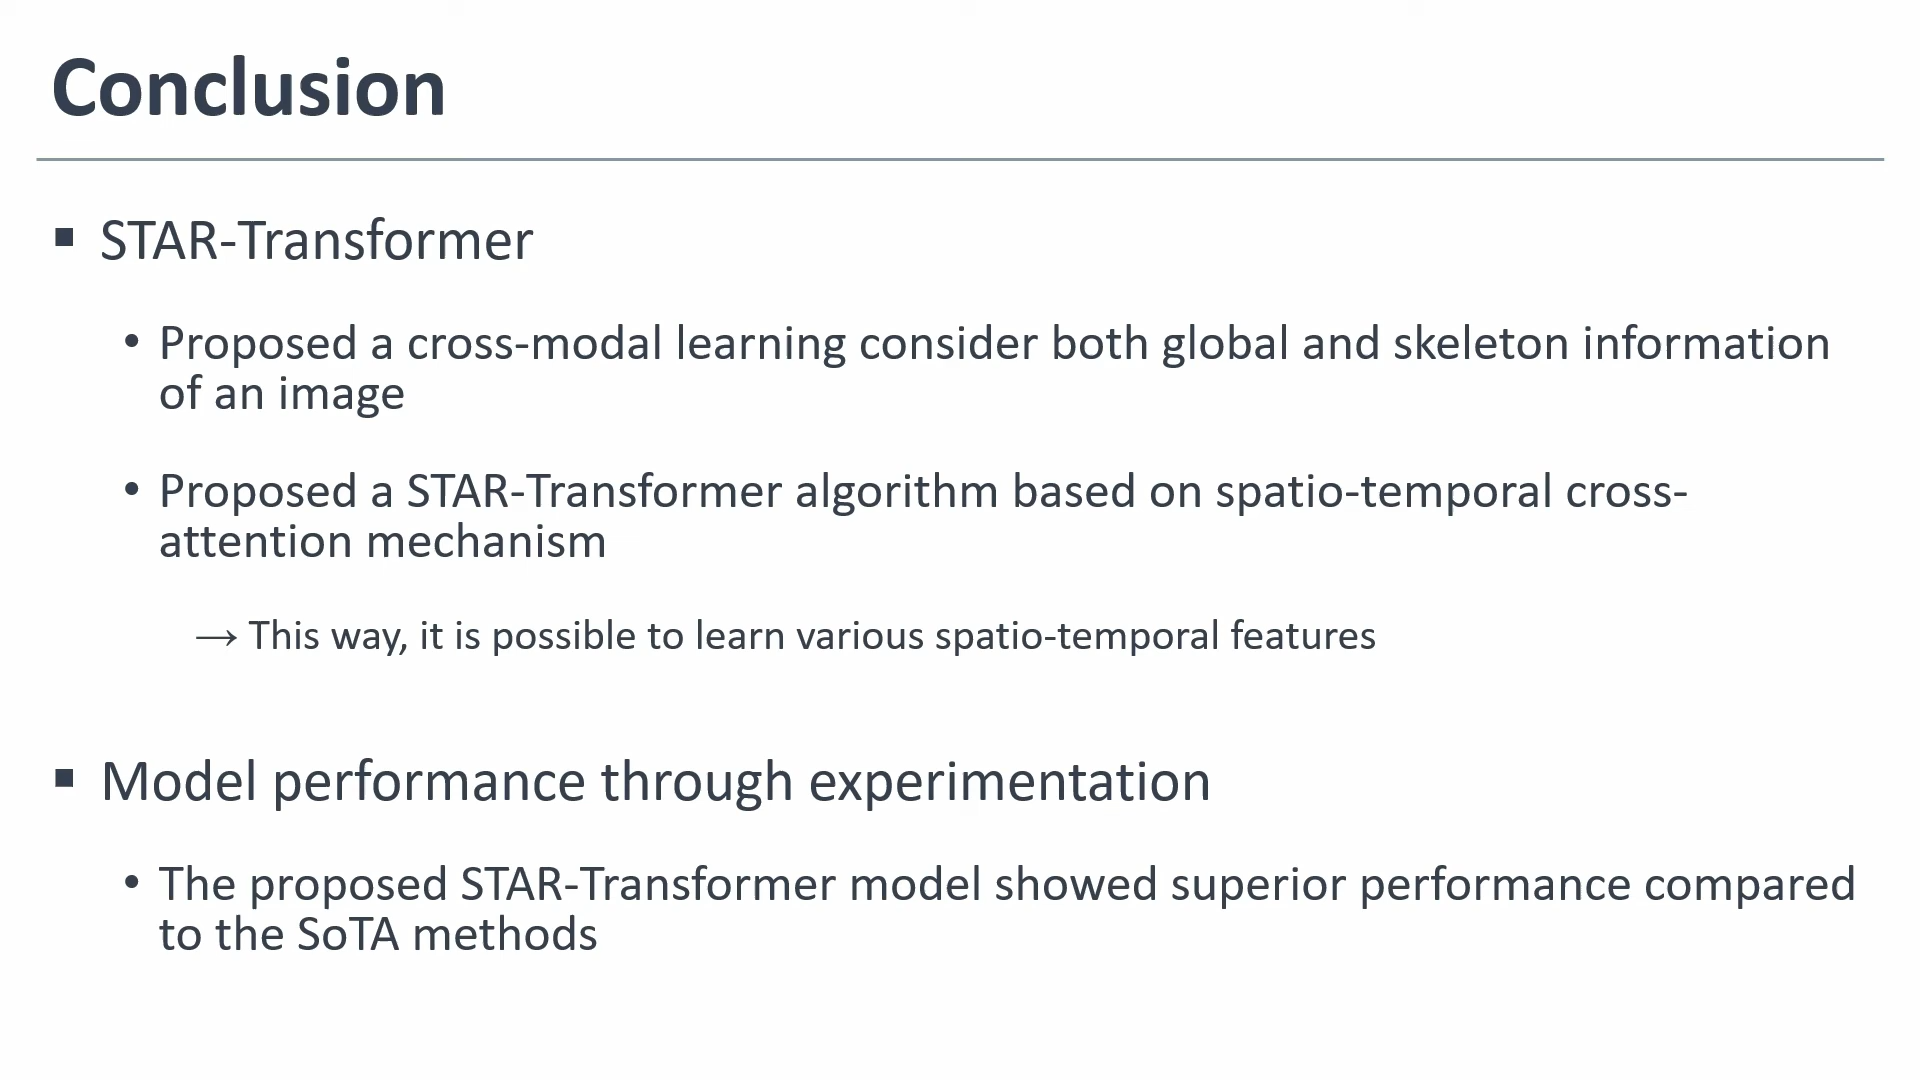 Conclusion
▪ STAR-Transformer
• Proposed a cross-modal learning consider both global and skeleton information
of an image
• Proposed a STAR-Transformer algorithm based on spatio-temporal cross-
attention mechanism
→ This way, it is possible to learn various spatio-temporal features
▪ Model performance through experimentation
• The proposed STAR-Transformer model showed superior performance compared
to the SoTA methods